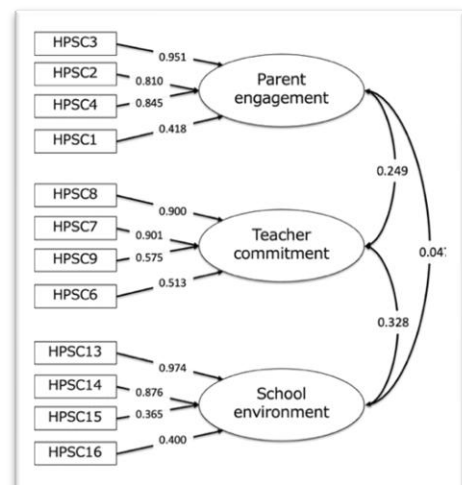 HPSC3
0.951
HPSC2
0.810
HPSC4
0.845
HPSC1
0.418
Parent
engagement
0.249
HPSC8
0.900
HPSC7
0.901
HPSC9
0.575
HPSC6
0.513
Teacher
commitment
0.328
HPSC13
0.974
HPSC14
0.876
HPSC15
0.365
HPSC16
0.400
School
environment